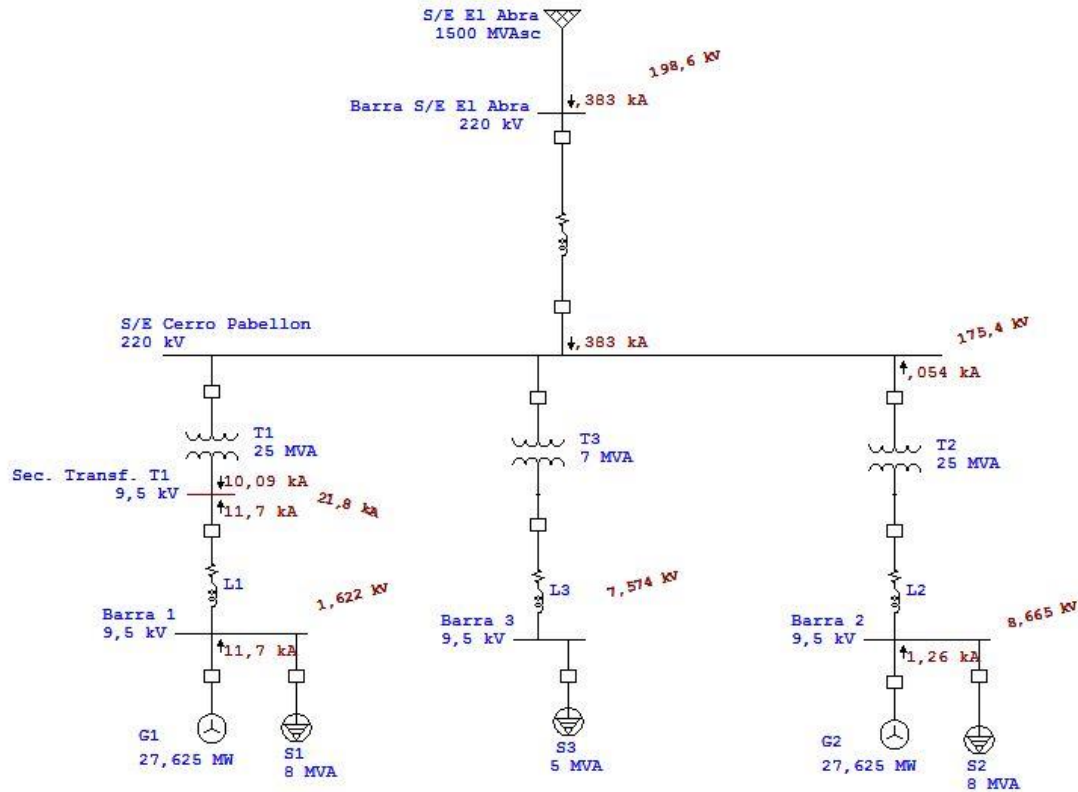 S/E El Abra
1500 MVAsc
198,6 kV
,383 kA
Barra S/E El Abra
220 kV
S/E Cerro Pabellon
220 kV
,383 kA
175,4 kV
,054 kA
T1
25 MVA
T3
7 MVA
T2
25 MVA
Sec. Transf. T1
9,5 kV
10,09 kA
21,8 kA
11,7 kA
L1
1,622 kV
L3
7,574 kV
L2
8,665 kV
Barra 1
9,5 kV
11,7 kA
Barra 3
9,5 kV
Barra 2
9,5 kV
1,26 kA
G1
27,625 MW
S1
8 MVA
S3
5 MVA
G2
27,625 MW
S2
8 MVA